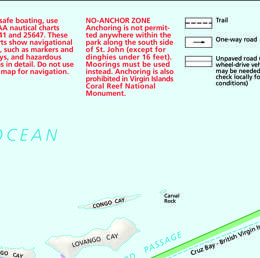 safe boating, use
AA nautical charts
41 and 25647. These
rts show navigational
, such as markers and
ys, and hazardous
s in detail. Do not use
map for navigation.
NO-ANCHOR ZONE
Anchoring is not permit-
ted anywhere within the
park along the south side
of St. John (except for
dinghies under 16 feet).
Moorings must be used
instead. Anchoring is also
prohibited in Virgin Islands
Coral Reef National
Monument.
Trail
One-way road
Unpaved road
wheel-drive veh
may be needed
check locally fo
conditions)
OCEAN
Carval
Rock
CONGO CAY
LOVANGO CAY
PASSAGE
Cruz Bay - British Virgin I